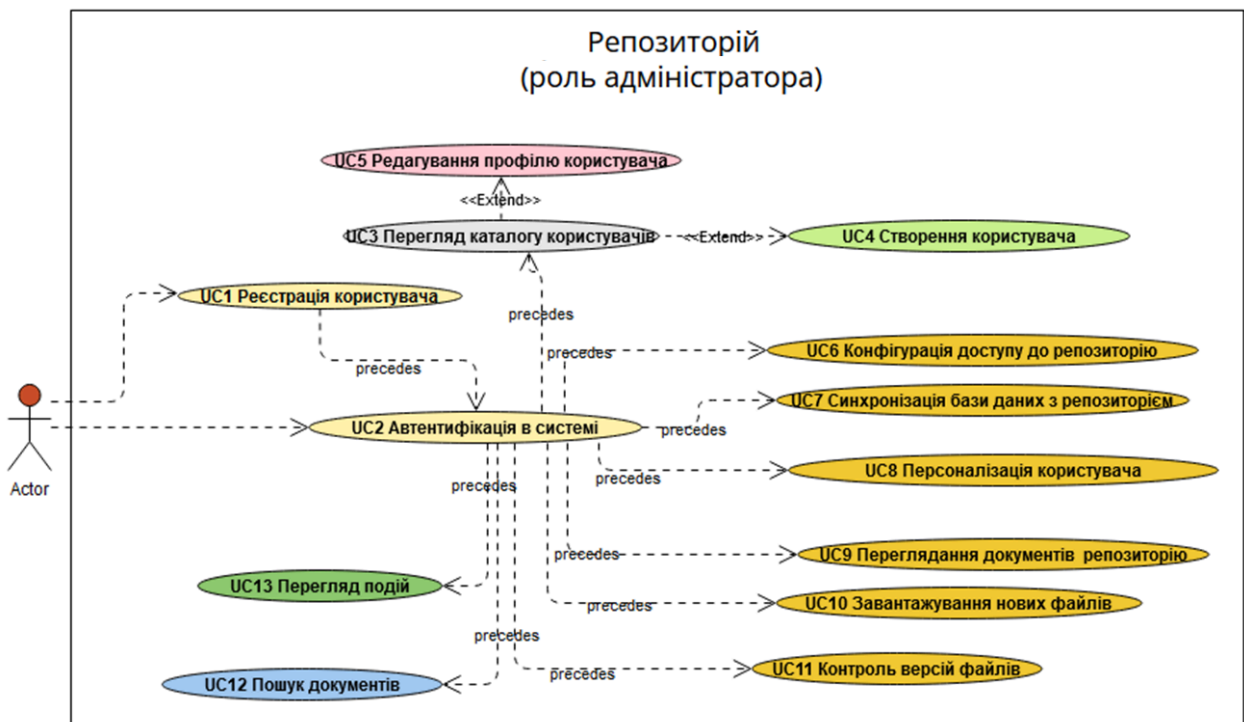 Репозиторій
(роль адміністратора)
UC5 Редагування профілю користувача
<<Extend>>
UC3 Перегляд каталогу користувачів
<<Extend>>
UC4 Створення користувача
UC1 Реєстрація користувача
precedes
precedes
UC6 Конфігурація доступу до репозиторію
precedes
UC7 Синхронізація бази даних з репозиторієм
precedes
UC2 Автентифікація в системі
UC8 Персоналізація користувача
precedes
precedes
Actor
precedes
UC9 Переглядання документів репозиторію
UC13 Перегляд подій
precedes
UC10 Завантажування нових файлів
precedes
precedes
UC11 Контроль версій файлів
UC12 Пошук документів